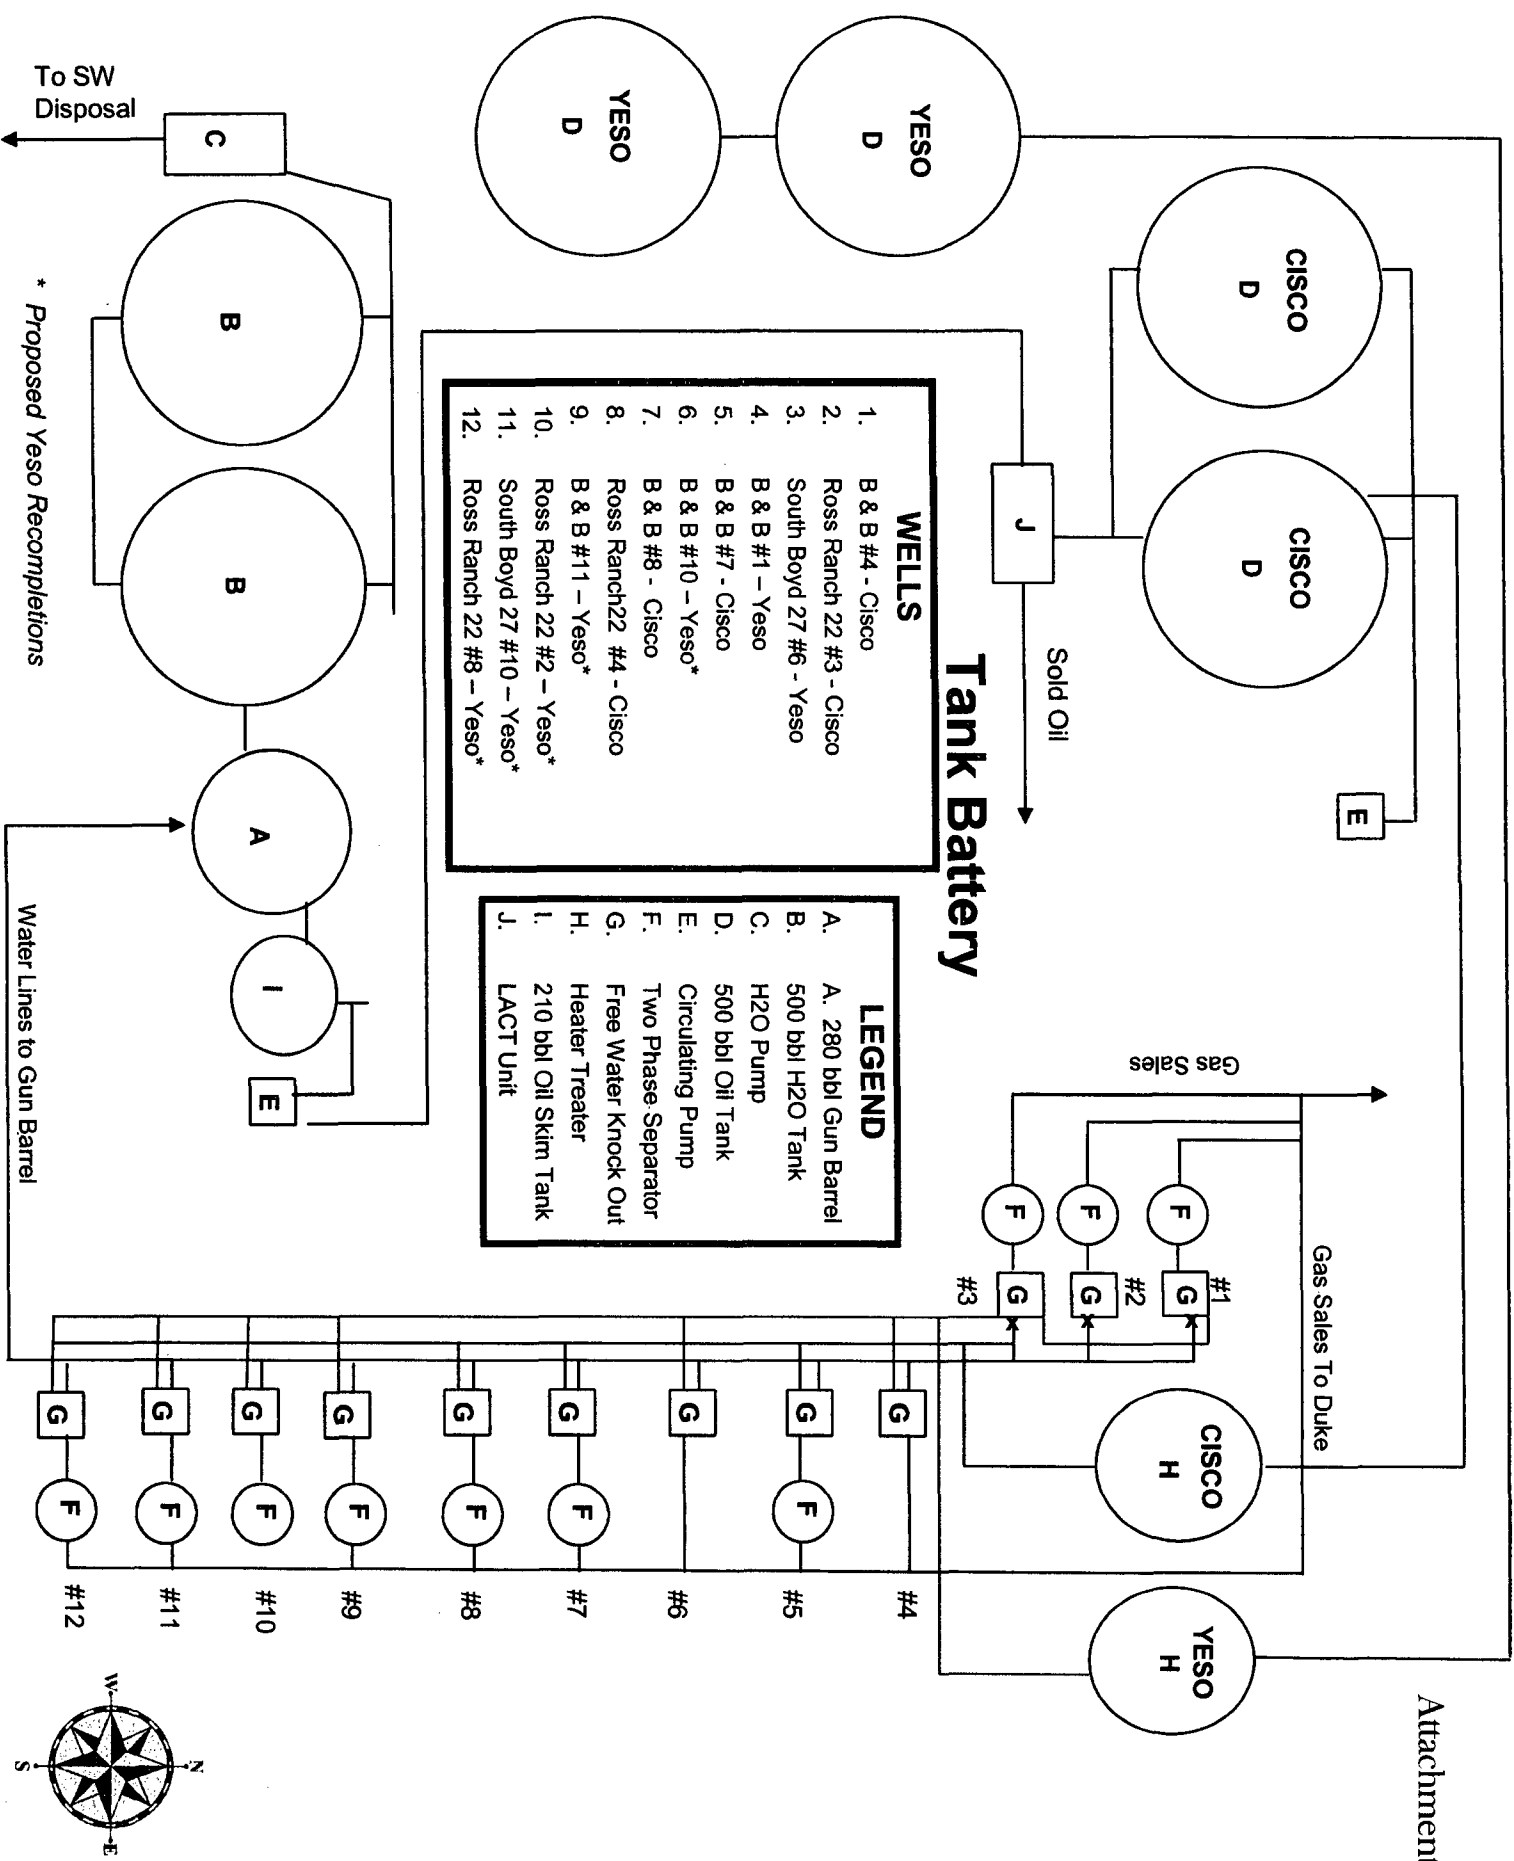 Attachment
To SW
Disposal
C
YESO
D
YESO
D
CISCO
D
CISCO
D
E
J
Sold Oil
Tank Battery
WELLS
1. B & B #4 - Cisco
2. Ross Ranch 22 #3 - Cisco
3. South Boyd 27 #6 - Yeso
4. B & B #1 – Yeso
5. B & B #7 - Cisco
6. B & B #10 – Yeso*
7. B & B #8 - Cisco
8. Ross Ranch22 #4 - Cisco
9. B & B #11 – Yeso*
10. Ross Ranch 22 #2 – Yeso*
11. South Boyd 27 #10 – Yeso*
12. Ross Ranch 22 #8 – Yeso*
LEGEND
A. A. 280 bbl Gun Barrel
B. 500 bbl H2O Tank
C. H2O Pump
D. 500 bbl Oil Tank
E. Circulating Pump
F. Two Phase Separator
G. Free Water Knock Out
H. Heater Treater
I. 210 bbl Oil Skim Tank
J. LACT Unit
B
B
A
I
E
* Proposed Yeso Recompletions
Water Lines to Gun Barrel
Gas Sales
Gas Sales To Duke
F
G
#1
F
G
#2
F
G
#3
CISCO
H
YESO
H
G
#4
G
F
#5
G
#6
G
F
#7
G
F
#8
G
F
#9
G
F
#10
G
F
#11
G
F
#12
N
W
E
S